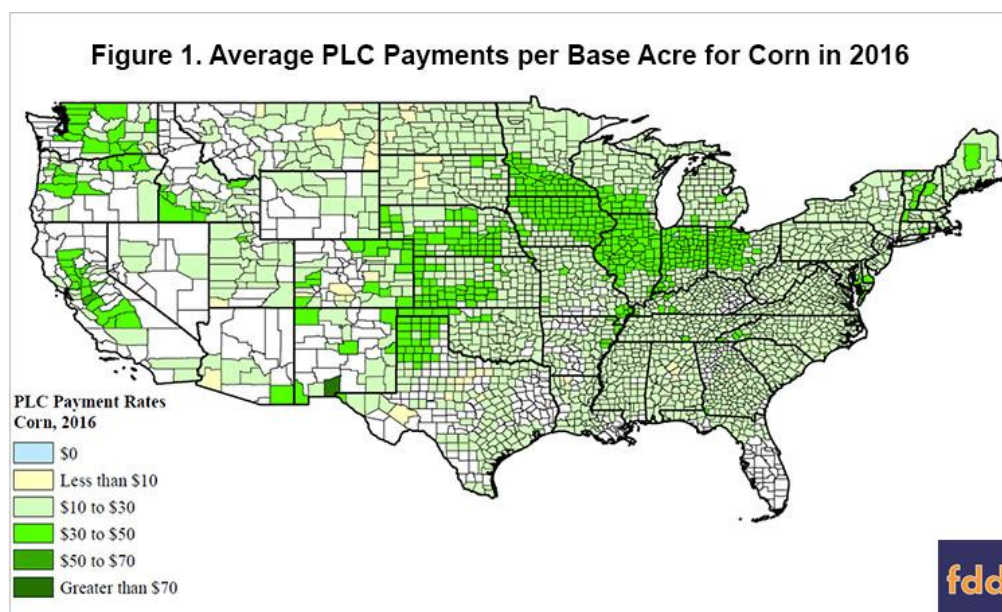 Figure 1. Average PLC Payments per Base Acre for Corn in 2016
PLC Payment Rates
Corn, 2016
$0
Less than $10
$10 to $30
$30 to $50
$50 to $70
Greater than $70
fdd